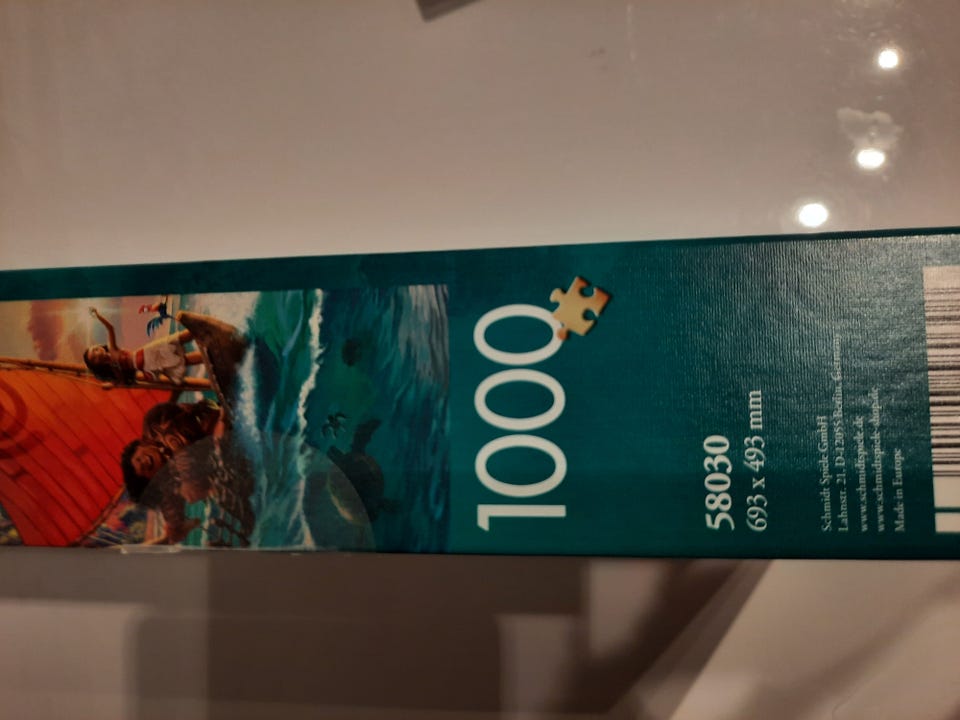 1000
58030
693 x 493 mm
Schmidt Spiele GmbH
Lahnstr. 21, D-12055 Berlin, Germany
www.schmidtspiele.de
www.schmidtspiele-shop.de
Made in Europe